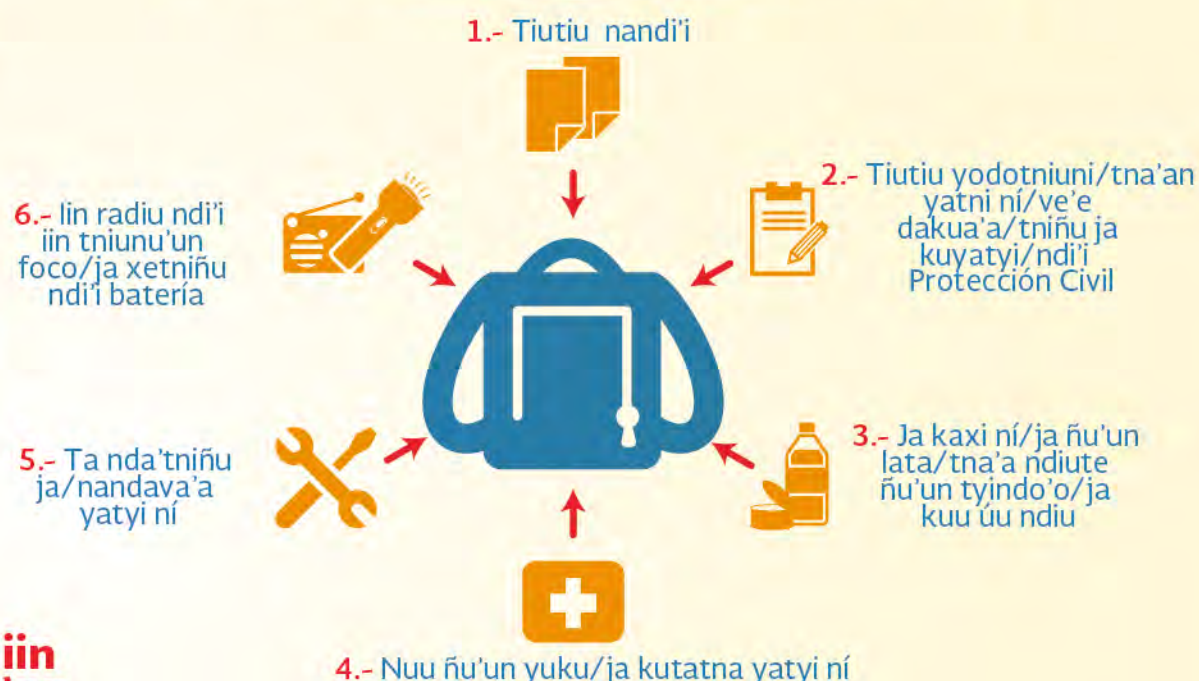 1.- Tiutiu nandi'i
2.- Tiutiu yodotniuni/tna'an
yatni ní/ve'e
dakua'a/tniñu ja
kuyatyi/ndi'i
Protección Civil
3.- Ja kaxi ní/ja ñu'un
lata/tna'a ndiute
ñu'un tyindo'o/ja
kuu úu ndiu
4.- Nuu ñu'un yuku/ja kutatna yatyi ní
5.- Ta nda'tniñu
ja/nandava'a
yatyi ní
6.- Iin radiu ndi'i
iin tniunu'un
foco/ja xetniñu
ndi'i batería
iin